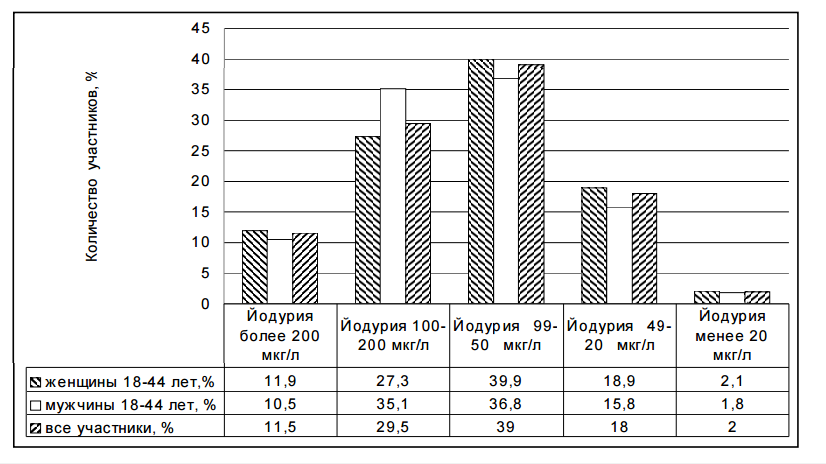 Количество участников, %
45
40
35
30
25
20
15
10
5
0
Йодурия более 200 мкг/л
Йодурия 100-200 мкг/л
Йодурия 99-50 мкг/л
Йодурия 49-20 мкг/л
Йодурия менее 20 мкг/л
женщины 18-44 лет,% 11,9 27,3 39,9 18,9 2,1
мужчины 18-44 лет, % 10,5 35,1 36,8 15,8 1,8
все участники, % 11,5 29,5 39 18 2